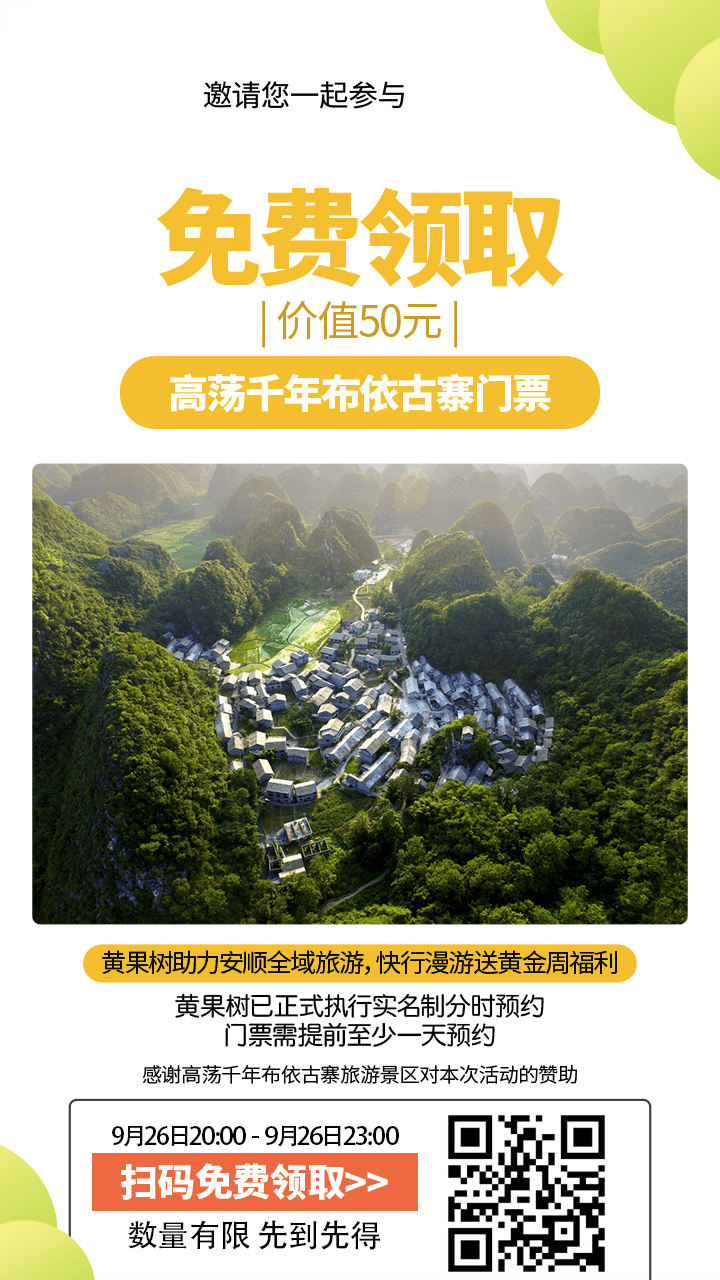 邀请您一起参与
免费领取
|价值50元|
高荡千年布依古寨门票
黄果树助力安顺全域旅游,快行漫游送黄金周福利
黄果树已正式执行实名制分时预约
门票需提前至少一天预约
感谢高荡千年布依古寨旅游景区对本次活动的赞助
9月26日20:00 - 9月26日23:00
扫码免费领取>>
数量有限 先到先得